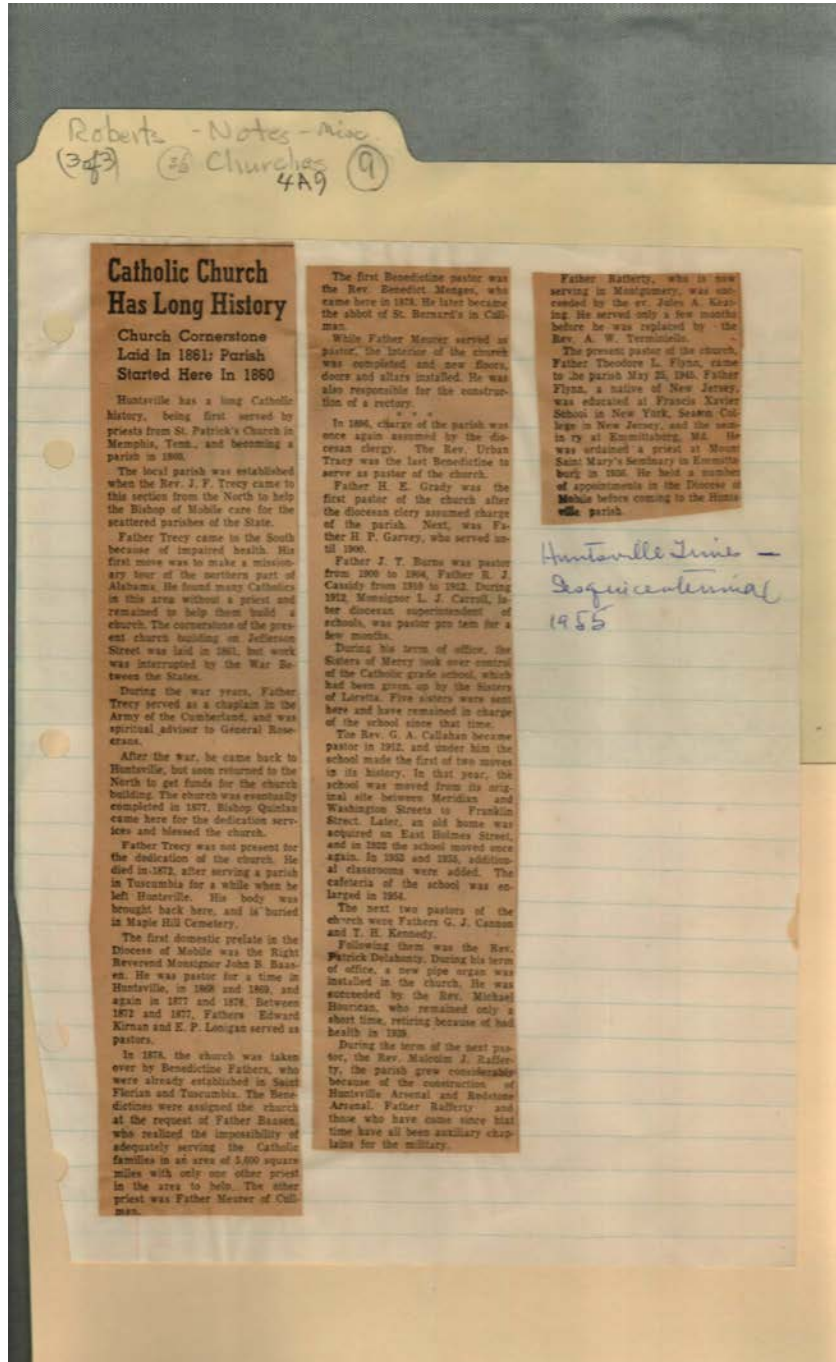 Roberts - Notes - Misc.
(3 of 3) Churches 9
4A9
Catholic Church
Has Long History
Church Cornerstone
Laid In 1861; Parish
Started Here In 1860
Huntsville has a long Catholic
history, being first served by
priests from St. Patrick's Church in
Memphis, Tenn., and becoming a
parish in
The local parish was established
when the Rev. J. F. Trecy came to
this section from the North to help
the Bishop of Mobile care for the
scattered parishes of the State.
Father Trecy came to the South
because of impaired health. His
first move was to make a mission-
ary tour of the northern part of
Alabama. He found many Catholics
in this area without a priest and
remained to help them build a
church. The cornerstone of the pres-
ent church building on Jefferson
Street was laid in 1861, but work
was interrupted by the War Be-
tween the States.
During the war years, Father
Trecy served as a chaplain in the
Army of the Cumberland, and was
spiritual advisor to General Rose-
crans.
After the war, he came back to
Huntsville, but soon returned to the
North to get funds for the church
building. The church was eventually
completed in 1877. Bishop Quinlan
came here for the dedication serv-
ices and blessed the church.
Father Trecy was not present for
the dedication of the church. He
died in 1872, after serving a parish
in Tuscumbia for a while when he
left Huntsville. His body was
brought back here, and is buried
in Maple Hill Cemetery.
The first domestic prelate in the
Diocese of Mobile was the Right
Reverend Monsignor John B. Baas-
en. He was pastor for a time in
Huntsville, in 1868 and 1869, and
again in 1877 and 1878. Between
1872 and 1877, Fathers Edward
Kirnan and E. P. Lonigan served as
pastors.
In 1878, the church was taken
over by Benedictine Fathers, who
were already established in Saint
Florian and Tuscumbia. The Bene-
dictines were assigned the church
at the request of Father Baasen,
who realized the impossibility of
adequately serving the Catholic
families in an area of square
miles with only one other priest
in the area to help. The other
priest was Father Meurer of Cull-
man.
The first Benedictine pastor was
the Rev. Benedict Menges, who
came here in 1878. He later became
the abbot of St. Bernard's in Cull-
man.
While Father Meurer served as
pastor, the interior of the church
was completed and new floors,
doors and altars installed. He was
also responsible for the construc-
tion of a rectory.
* * *
In 1896, charge of the parish was
once again assumed by the dio-
cesan clergy. The Rev. Urban
Tracy was the last Benedictine to
serve as pastor of the church.
Father H. E. Grady was the
first pastor of the church after
the diocesan clery assumed charge
of the parish. Next, was Fa-
ther H. P. Garvey, who served un-
til 1900.
Father J. T. Burns was pastor
from 1900 to 1904, Father R. J.
Cassidy from 1910 to 1912. During
1912, Monsignor L. J. Carroll, la-
ter diocesan superintendent of
schools, was pastor pro tem for a
few months.
During his term of office, the
Sisters of Mercy took over control
of the Catholic grade school, which
had been given up by the Sisters
of Loretta. Five sisters were sent
here and have remained in charge
of the school since that time.
The Rev. G. A. Callahan became
pastor in 1912, and under him the
school made the first of two moves
in its history. In that year, the
school was moved from its orig-
inal site between Meridian and
Washington Streets to Franklin
Street. Later, an old home was
acquired on East Holmes Street,
and in the school moved once
again. In and addition-
al classrooms were added. The
cafeteria of the school was en-
larged in 1954.
The next two pastors of the
church were Fathers G. J. Cannon
and T. H. Kennedy.
Following them was the Rev.
Patrick Delahonty. During his term
of office, a new pipe organ was
installed in the church. He was
succeeded by the Rev. Michael
Hourican, who remained only a
short time, retiring because of bad
health in 1939.
During the term of the next pas-
tor, the Rev. Malcolm J. Raffer-
ty, the parish grew considerably
because of the construction of
Huntsville Arsenal and Redstone
Arsenal. Father Rafferty and
those who have come since that
time have all been auxiliary chap-
lains for the military.
Father Rafferty, who is now
serving in Montgomery, was suc-
ceeded by the ev. Jules A. Keat-
ing. He served only a few months
before he was replaced by the
Rev. A. W. Terminiello.
The present pastor of the church,
Father Theodore L. Flynn, came
to the parish May 25, Father
Flynn, a native of New Jersey,
was educated at Francis Xavier
School in New York, Seaton Col-
lege in New Jersey, and the sem-
in ry at Emmittsburg, Md. He
was ordained a priest at Mount
Saint Mary's Seminary in Emmitts-
burg in 1936. He held a number
of appointments in the Diocese of
Mobile before coming to the Hunts-
ville parish.
Huntsville Times -
Sesquicentennial
1955